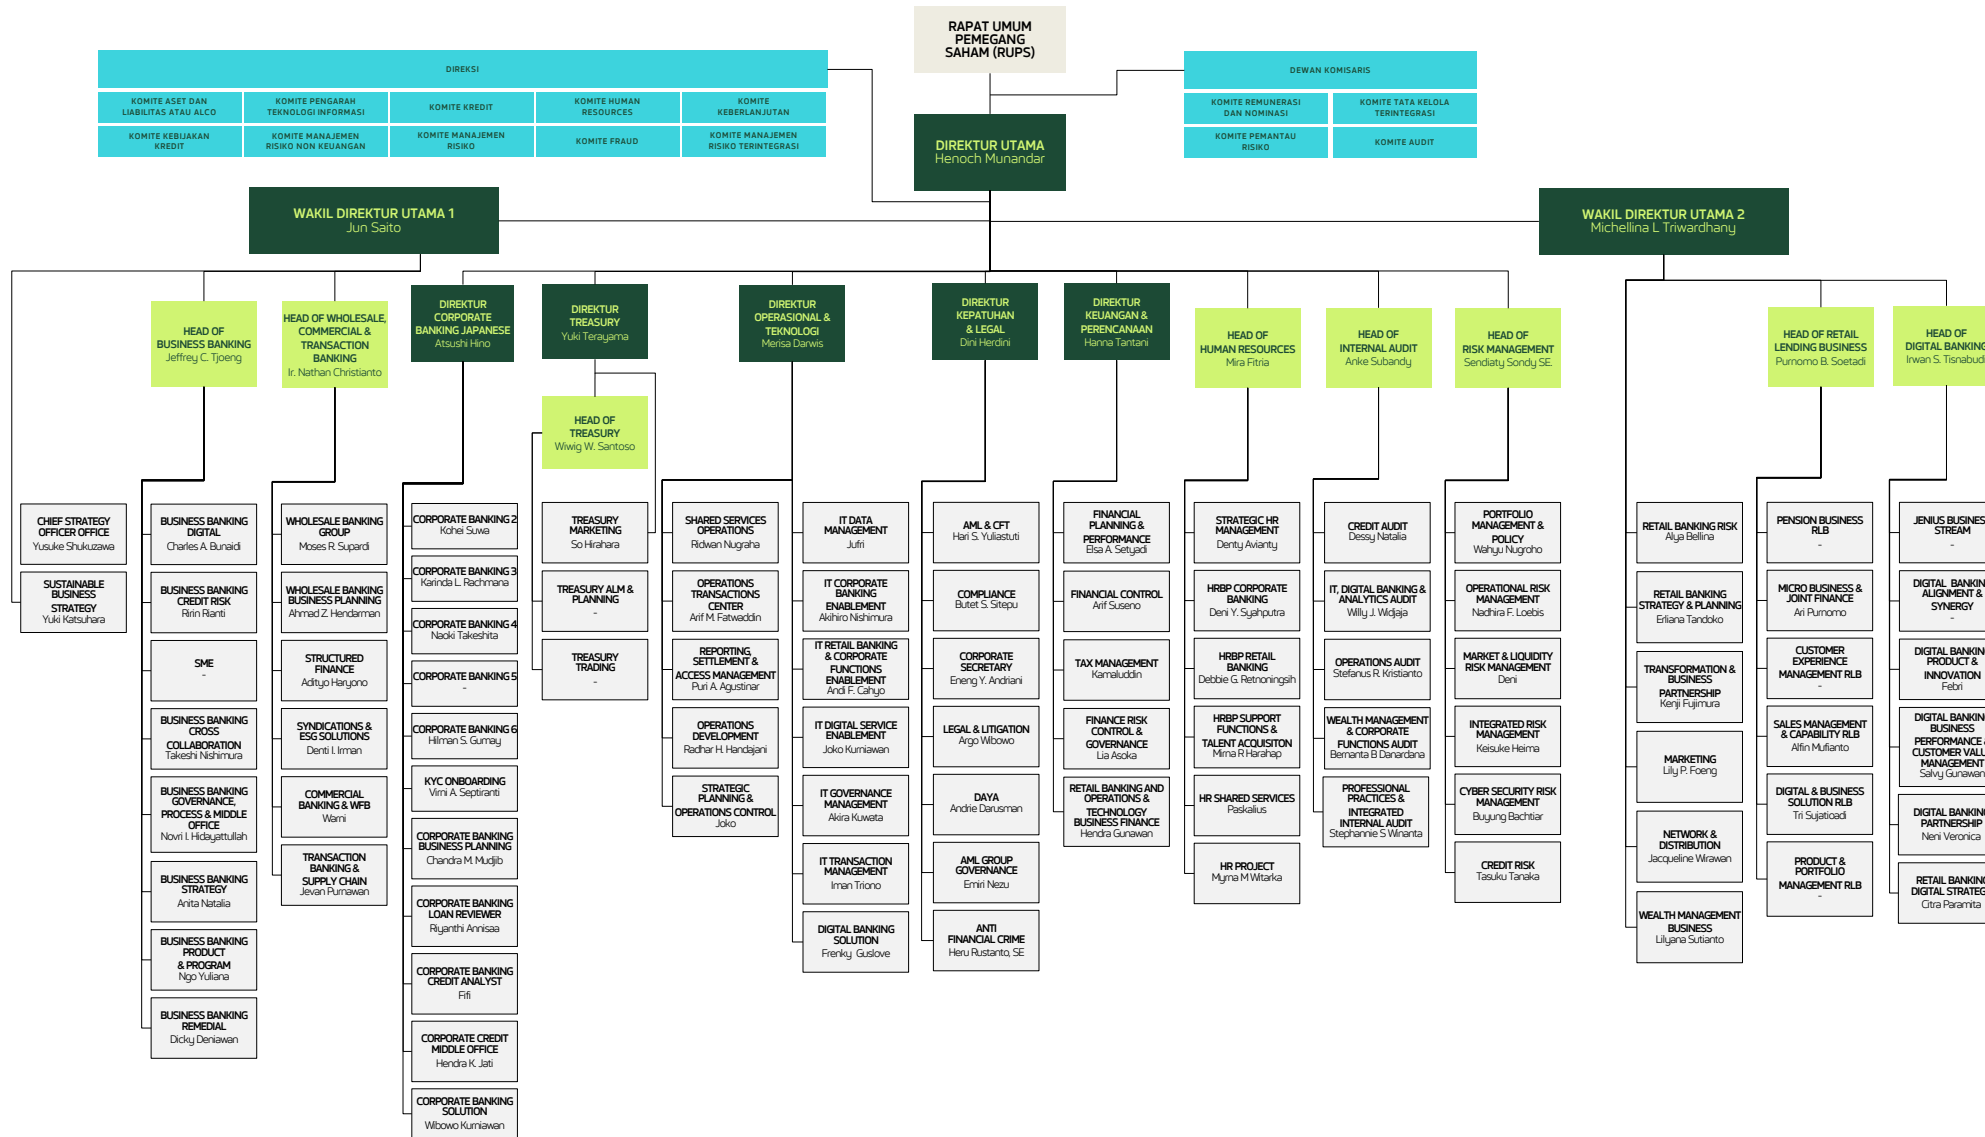 RAPAT UMUM
PEMEGANG
SAHAM (RUPS)
DIREKSI
KOMITE ASET DAN
LIABILITAS ATAU ALCO
KOMITE PENGARAH
TEKNOLOGI INFORMASI
KOMITE KREDIT
KOMITE HUMAN
RESOURCES
KOMITE
KEBERLANJUTAN
KOMITE KEBIJAKAN
KREDIT
KOMITE MANAJEMEN
RISIKO NON KEUANGAN
KOMITE MANAJEMEN
RISIKO
KOMITE FRAUD
KOMITE MANAJEMEN
RISIKO TERINTEGRASI
DEWAN KOMISARIS
KOMITE REMUNERASI
DAN NOMINASI
KOMITE TATA KELOLA
TERINTEGRASI
KOMITE PEMANTAU
RISIKO
KOMITE AUDIT
DIREKTUR UTAMA
Henoch Munandar
WAKIL DIREKTUR UTAMA 1
Jun Saito
WAKIL DIREKTUR UTAMA 2
Michellina L Triwardhany
HEAD OF
BUSINESS BANKING
Jeffrey C. Tjoeng
HEAD OF WHOLESALE,
COMMERCIAL &
TRANSACTION
BANKING
Ir. Nathan Christianto
DIREKTUR
CORPORATE
BANKING JAPANESE
Atsushi Hino
DIREKTUR
TREASURY
Yuki Terayama
HEAD OF
TREASURY
Wiwig W. Santoso
DIREKTUR
OPERASIONAL &
TEKNOLOGI
Merisa Darwis
DIREKTUR
KEPATUHAN
& LEGAL
Dini Herdini
DIREKTUR
KEUANGAN &
PERENCANAAN
Hanna Tantani
HEAD OF
HUMAN RESOURCES
Mira Fitria
HEAD OF
INTERNAL AUDIT
Anke Subandy
HEAD OF
RISK MANAGEMENT
Sendiaty Sondy SE.
HEAD OF RETAIL
LENDING BUSINESS
Purnomo B. Soetadi
HEAD OF
DIGITAL BANKING
Irwan S. Tisnabudi
CHIEF STRATEGY
OFFICER OFFICE
Yusuke Shukuzawa
SUSTAINABLE
BUSINESS
STRATEGY
Yuki Katsuhara
BUSINESS BANKING
DIGITAL
Charles A. Bunaidi
BUSINESS BANKING
CREDIT RISK
Ririn Rianti
SME
-
BUSINESS BANKING
CROSS
COLLABORATION
Takeshi Nishimura
BUSINESS BANKING
GOVERNANCE,
PROCESS & MIDDLE
OFFICE
Novri I. Hidayattullah
BUSINESS BANKING
STRATEGY
Anita Natalia
BUSINESS BANKING
PRODUCT
& PROGRAM
Ngo Yuliana
BUSINESS BANKING
REMEDIAL
Dicky Deniawan
WHOLESALE BANKING
GROUP
Moses R. Supardi
WHOLESALE BANKING
BUSINESS PLANNING
Ahmad Z. Hendarman
STRUCTURED
FINANCE
Adityo Haryono
SYNDICATIONS &
ESG SOLUTIONS
Denti I. Irman
COMMERCIAL
BANKING & WFB
Warni
TRANSACTION
BANKING &
SUPPLY CHAIN
Jevan Purnawan
CORPORATE BANKING 2
Kohei Suwa
CORPORATE BANKING 3
Karinda L. Rachmana
CORPORATE BANKING 4
Naoki Takeshita
CORPORATE BANKING 5
-
CORPORATE BANKING 6
Hilman S. Gumay
KYC ONBOARDING
Virni A. Septiranti
CORPORATE BANKING
BUSINESS PLANNING
Chandra M. Mudjib
CORPORATE BANKING
LOAN REVIEWER
Riyanthi Annisaa
CORPORATE BANKING
CREDIT ANALYST
Fifi
CORPORATE CREDIT
MIDDLE OFFICE
Hendra K. Jati
CORPORATE BANKING
SOLUTION
Wibowo Kurniawan
TREASURY
MARKETING
So Hirahara
TREASURY ALM &
PLANNING
-
TREASURY
TRADING
-
SHARED SERVICES
OPERATIONS
Ridwan Nugraha
OPERATIONS
TRANSACTIONS
CENTER
Arif M. Fatwaddin
REPORTING,
SETTLEMENT &
ACCESS MANAGEMENT
Puri A. Agustinar
OPERATIONS
DEVELOPMENT
Radhar H. Handajani
STRATEGIC
PLANNING &
OPERATIONS CONTROL
Joko
IT DATA
MANAGEMENT
Jufri
IT CORPORATE
BANKING
ENABLEMENT
Akihiro Nishimura
IT RETAIL BANKING
& CORPORATE
FUNCTIONS
ENABLEMENT
Andi F. Cahyo
IT DIGITAL SERVICE
ENABLEMENT
Joko Kurniawan
IT GOVERNANCE
MANAGEMENT
Akira Kuwata
IT TRANSACTION
MANAGEMENT
Iman Triono
DIGITAL BANKING
SOLUTION
Frenky Guslove
AML & CFT
Hari S. Yuliastuti
COMPLIANCE
Butet S. Sitepu
CORPORATE
SECRETARY
Eneng Y. Andriani
LEGAL & LITIGATION
Argo Wibowo
DAYA
Andrie Darusman
AML GROUP
GOVERNANCE
Emiri Nezu
ANTI
FINANCIAL CRIME
Heru Rustanto, SE
FINANCIAL
PLANNING &
PERFORMANCE
Elsa A. Setyadi
FINANCIAL CONTROL
Arif Suseno
TAX MANAGEMENT
Kamaluddin
FINANCE RISK
CONTROL &
GOVERNANCE
Lia Asoka
RETAIL BANKING AND
OPERATIONS &
TECHNOLOGY
BUSINESS FINANCE
Hendra Gunawan
STRATEGIC HR
MANAGEMENT
Denty Avianty
HRBP CORPORATE
BANKING
Deni Y. Syahputra
HRBP RETAIL
BANKING
Debbie G. Retnoningsih
HRBP SUPPORT
FUNCTIONS &
TALENT ACQUISITON
Mirna R Harahap
HR SHARED SERVICES
Paskalius
HR PROJECT
Myrna M Witarka
CREDIT AUDIT
Dessy Natalia
IT, DIGITAL BANKING &
ANALYTICS AUDIT
Willy J. Widjaja
OPERATIONS AUDIT
Stefanus R. Kristianto
WEALTH MANAGEMENT
& CORPORATE
FUNCTIONS AUDIT
Bernanta B Danardana
PROFESSIONAL
PRACTICES &
INTEGRATED
INTERNAL AUDIT
Stephannie S Winanta
PORTFOLIO
MANAGEMENT &
POLICY
Wahyu Nugroho
OPERATIONAL RISK
MANAGEMENT
Nadhira F. Loebis
MARKET & LIQUIDITY
RISK MANAGEMENT
Deni
INTEGRATED RISK
MANAGEMENT
Keisuke Heima
CYBER SECURITY RISK
MANAGEMENT
Buyung Bachtiar
CREDIT RISK
Tasuku Tanaka
RETAIL BANKING RISK
Alya Bellina
RETAIL BANKING
STRATEGY & PLANNING
Erliana Tandoko
TRANSFORMATION &
BUSINESS
PARTNERSHIP
Kenji Fujimura
MARKETING
Lily P. Foeng
NETWORK &
DISTRIBUTION
Jacqueline Wirawan
WEALTH MANAGEMENT
BUSINESS
Lilyana Sutianto
PENSION BUSINESS
RLB
-
MICRO BUSINESS &
JOINT FINANCE
Ari Purnomo
CUSTOMER
EXPERIENCE
MANAGEMENT RLB
-
SALES MANAGEMENT
& CAPABILITY RLB
Alfin Mufianto
DIGITAL & BUSINESS
SOLUTION RLB
Tri Sujatioadi
PRODUCT &
PORTFOLIO
MANAGEMENT RLB
-
JENIUS BUSINESS
STREAM
-
DIGITAL BANKING
ALIGNMENT &
SYNERGY
-
DIGITAL BANKING
PRODUCT &
INNOVATION
Febri
DIGITAL BANKING
BUSINESS
PERFORMANCE &
CUSTOMER VALUE
MANAGEMENT
Salvy Gunawan
DIGITAL BANKING
PARTNERSHIP
Neni Veronica
RETAIL BANKING
DIGITAL STRATEGY
Citra Paramita